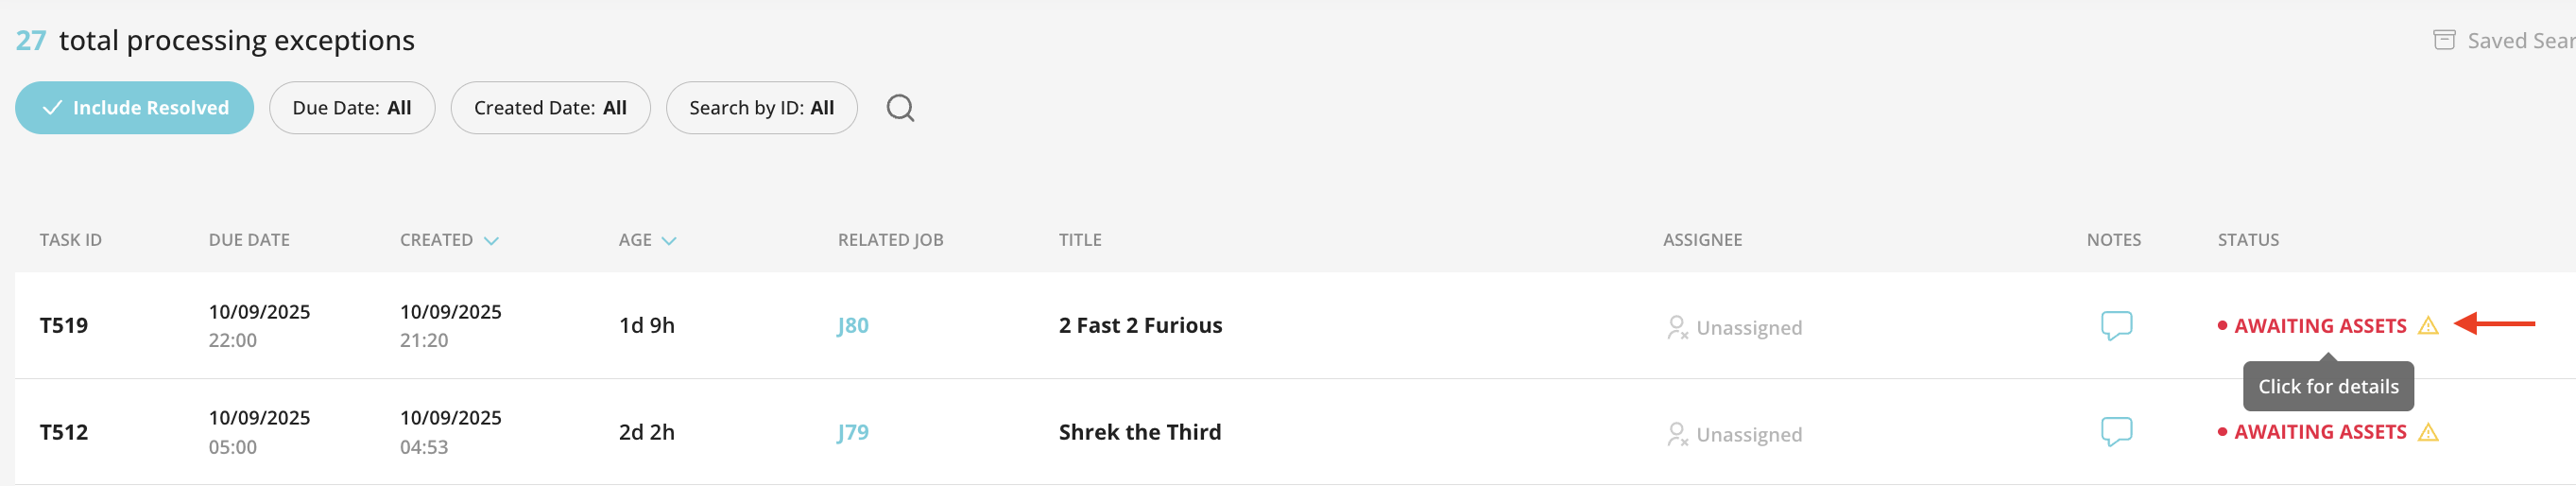 27 total processing exceptions
Saved Sear
Include Resolved
Due Date: All
Created Date: All
Search by ID: All
TASK ID DUE DATE CREATED AGE RELATED JOB TITLE ASSIGNEE NOTES STATUS
T519 10/09/2025 22:00 10/09/2025 21:20 1d 9h J80 2 Fast 2 Furious Unassigned AWAITING ASSETS
Click for details
T512 10/09/2025 05:00 10/09/2025 04:53 2d 2h J79 Shrek the Third Unassigned AWAITING ASSETS